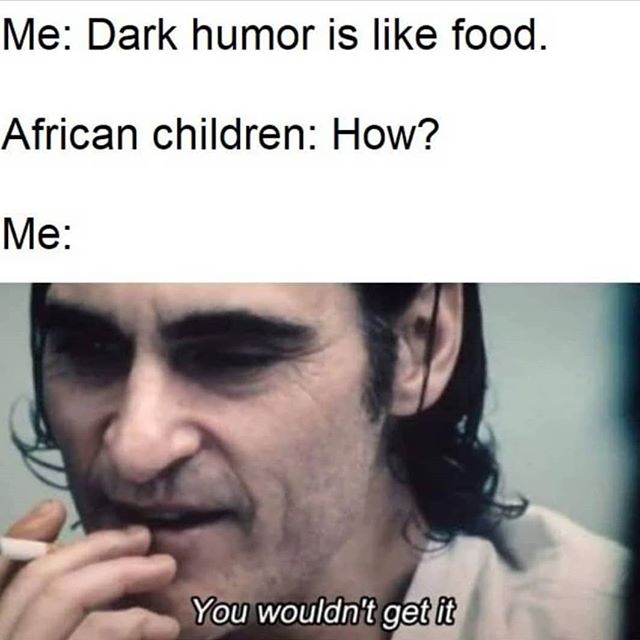 Me: Dark humor is like food.
African children: How?
Me:
You wouldn't get it